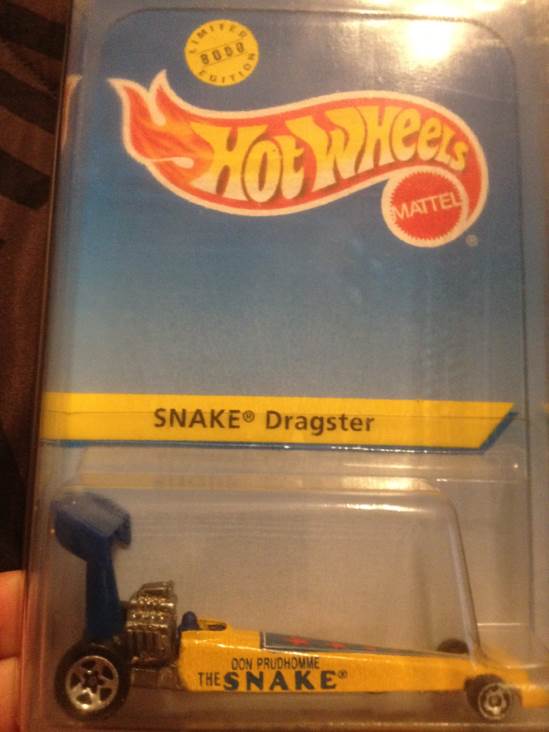 LIMITED
8000
EDITION
HOT WHEELS
MATTEL
®
SNAKE® Dragster
DON PRUDHOMME
THE SNAKE®